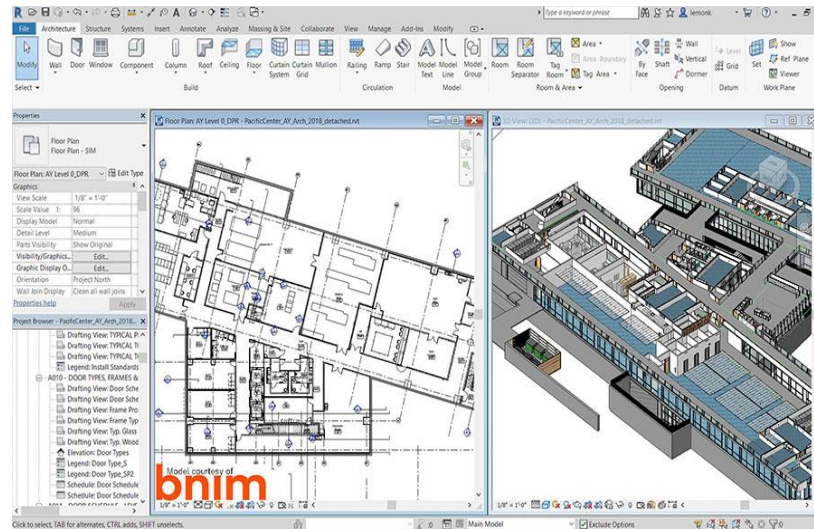 Type a keyword or phrase
lemonk
File Architecture Structure Systems Insert Annotate Analyze Massing & Site Collaborate View Manage Add-Ins Modify
Modify Wall Door Window Component Column Roof Ceiling Floor Curtain System Curtain Grid Mullion Railing Ramp Stair Model Text Model Line Model Group Room Room Separator Tag Room Area Area Boundary Tag Area By Face Shaft Wall Vertical Dormer Level Grid Set Show Ref Plane Viewer
Select Build Circulation Model Room & Area Opening Datum Work Plane
Properties
Floor Plan
Floor Plan - SIM
Floor Plan: AY Level 0_DPR Edit Type
Graphics
View Scale 1/8" = 1'-0"
Scale Value 1: 96
Display Model Normal
Detail Level Medium
Parts Visibility Show Original
Visibility/Graphics... Edit...
Graphic Display O... Edit...
Orientation Project North
Wall Join Display Clean all wall joins
Properties help Apply
Project Browser - PacificCenter_AY_Arch_2018...
Drafting View: TYPICAL P
Drafting View: TYPICAL T
Drafting View: TYPICAL T
Legend: Install Standards
A010 - DOOR TYPES, FRAMES &
Drafting View: Door Sche
Drafting View: Door Sche
Drafting View: Frame Pro
Drafting View: Frame Typ
Drafting View: Typ. Glass
Drafting View: Typ. Wood
Elevation: Door Types
Legend: Door Type_S
Legend: Door Type_SP2
Schedule: Door Schedule
Schedule: Door Schedule
Floor Plan: AY Level 0_DPR - PacificCenter_AY_Arch_2018_detached.rvt
Model courtesy of
bnim
1/8" = 1'-0"
3D View: {3D} - PacificCenter_AY_Arch_2018_detached.rvt
1/8" = 1'-0"
Click to select, TAB for alternates, CTRL adds, SHIFT unselects.
:0 Main Model Exclude Options